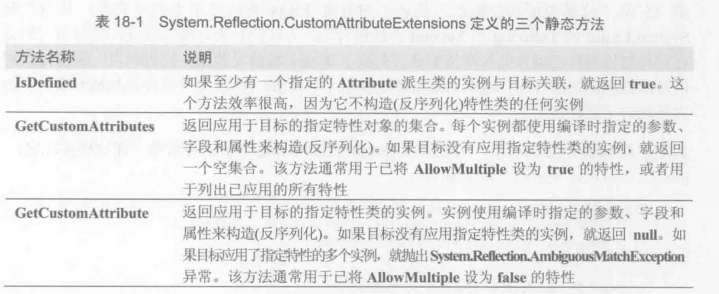 表 18-1 System.Reflection.CustomAttributeExtensions 定义的三个静态方法
方法名称 说明
IsDefined 如果至少有一个指定的 Attribute 派生类的实例与目标关联，就返回 true。这
个方法效率很高，因为它不构造(反序列化)特性类的任何实例
GetCustomAttributes 返回应用于目标的指定特性对象的集合。每个实例都使用编译时指定的参数、
字段和属性来构造(反序列化)。如果目标没有应用指定特性类的实例，就返回
一个空集合。该方法通常用于已将 AllowMultiple 设为 true 的特性，或者用
于列出已应用的所有特性
GetCustomAttribute 返回应用于目标的指定特性类的实例。实例使用编译时指定的参数、字段和
属性来构造(反序列化)。如果目标没有应用指定特性类的实例，就返回 null。如
果目标应用了指定特性的多个实例，就抛出 System.Reflection.AmbiguousMatchException
异常。该方法通常用于已将 AllowMultiple 设为 false 的特性